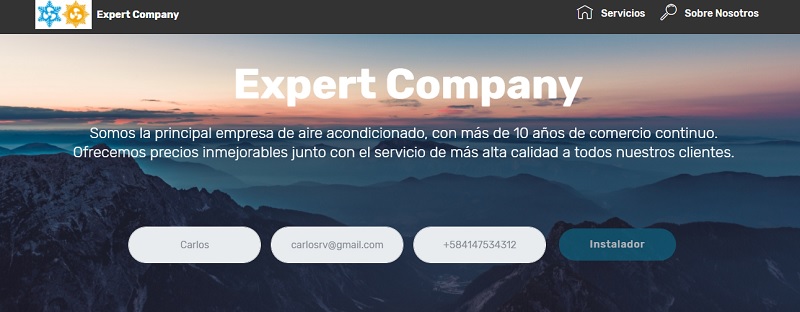 Expert Company
Servicios
Sobre Nosotros
Expert Company
Somos la principal empresa de aire acondicionado, con más de 10 años de comercio continuo.
Ofrecemos precios inmejorables junto con el servicio de más alta calidad a todos nuestros clientes.
Carlos
carlosrv@gmail.com
+584147534312
Instalador